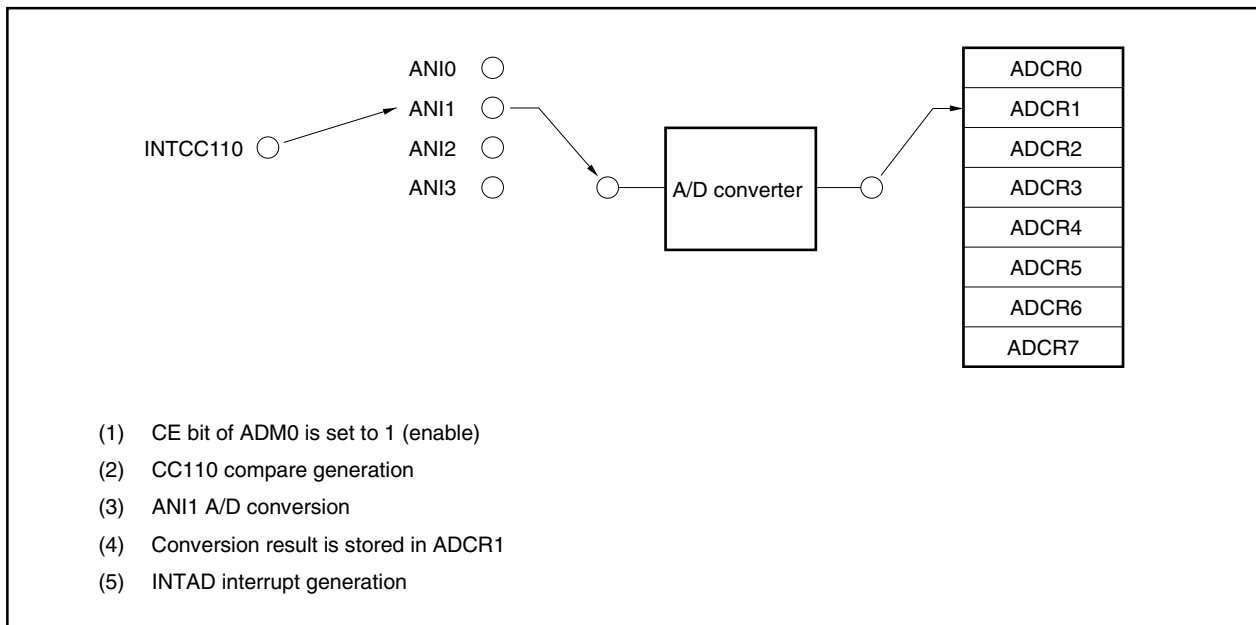 ANI0
ANI1
INTCC110
ANI2
ANI3
A/D converter
ADCR0
ADCR1
ADCR2
ADCR3
ADCR4
ADCR5
ADCR6
ADCR7
(1) CE bit of ADM0 is set to 1 (enable)
(2) CC110 compare generation
(3) ANI1 A/D conversion
(4) Conversion result is stored in ADCR1
(5) INTAD interrupt generation